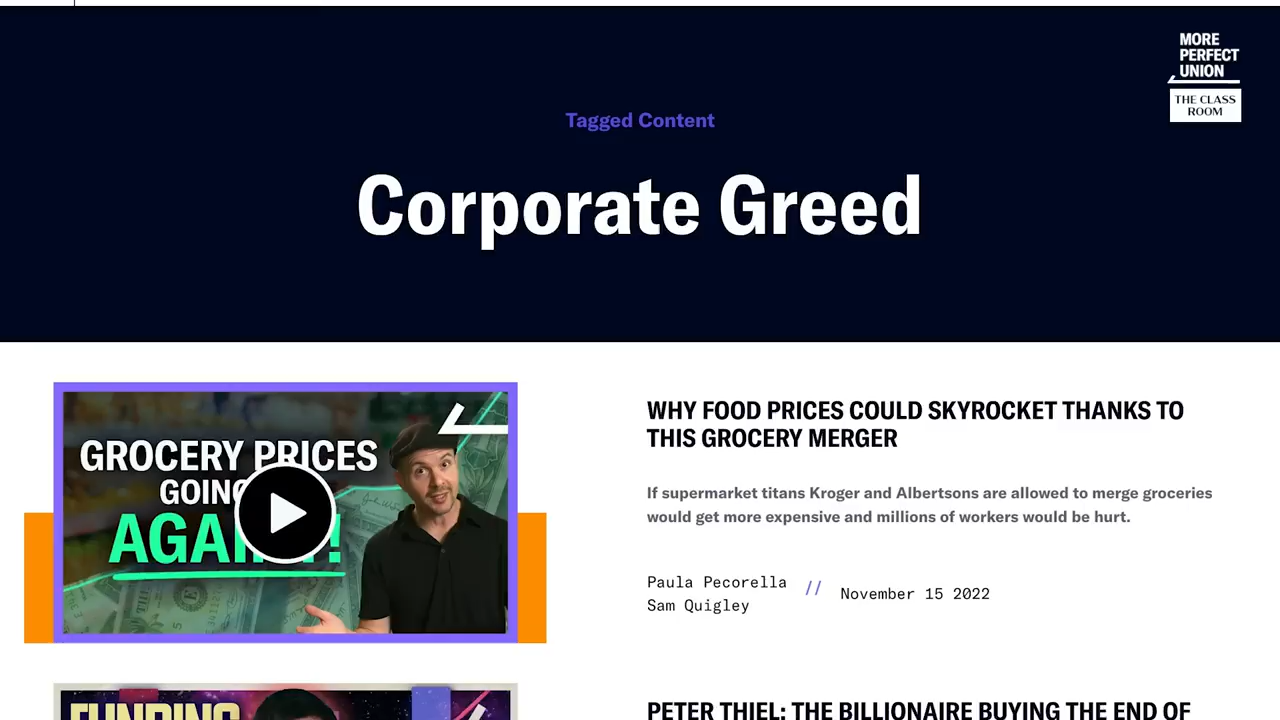 MORE
PERFECT
UNION
THE CLASS
ROOM
Tagged Content
Corporate Greed
GROCERY PRICES
GOING
AGAIN!
WHY FOOD PRICES COULD SKYROCKET THANKS TO
THIS GROCERY MERGER
If supermarket titans Kroger and Albertsons are allowed to merge groceries
would get more expensive and millions of workers would be hurt.
Paula Pecorella
Sam Quigley
//
November 15 2022
FUNDING
PETER THIEL: THE BILLIONAIRE BUYING THE END OF